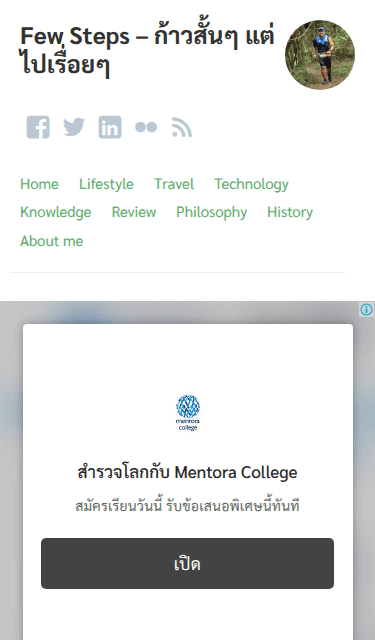 Few Steps – ก้าวสั้นๆ แต่
ไปเรื่อยๆ
Home Lifestyle Travel Technology
Knowledge Review Philosophy History
About me
mentora
college
สำรวจโลกกับ Mentora College
สมัครเรียนวันนี้ รับข้อเสนอพิเศษนี้ทันที
เปิด